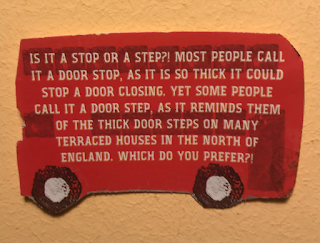 IS IT A STOP OR A STEP?! MOST PEOPLE CALL
IT A DOOR STOP, AS IT IS SO THICK IT COULD
STOP A DOOR CLOSING. YET SOME PEOPLE
CALL IT A DOOR STEP, AS IT REMINDS THEM
OF THE THICK DOOR STEPS ON MANY
TERRACED HOUSES IN THE NORTH OF
ENGLAND. WHICH DO YOU PREFER?!